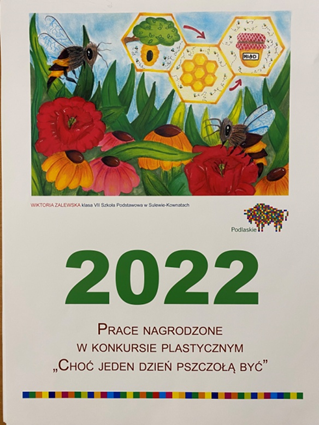 MIÓD
WIKTORIA ZALEWSKA klasa VII Szkoła Podstawowa w Sulewie-Kownatach
Podlaskie
2022
PRACE NAGRODZONE
W KONKURSIE PLASTYCZNYM
„CHOĆ JEDEN DZIEŃ PSZCZOŁĄ BYĆ”